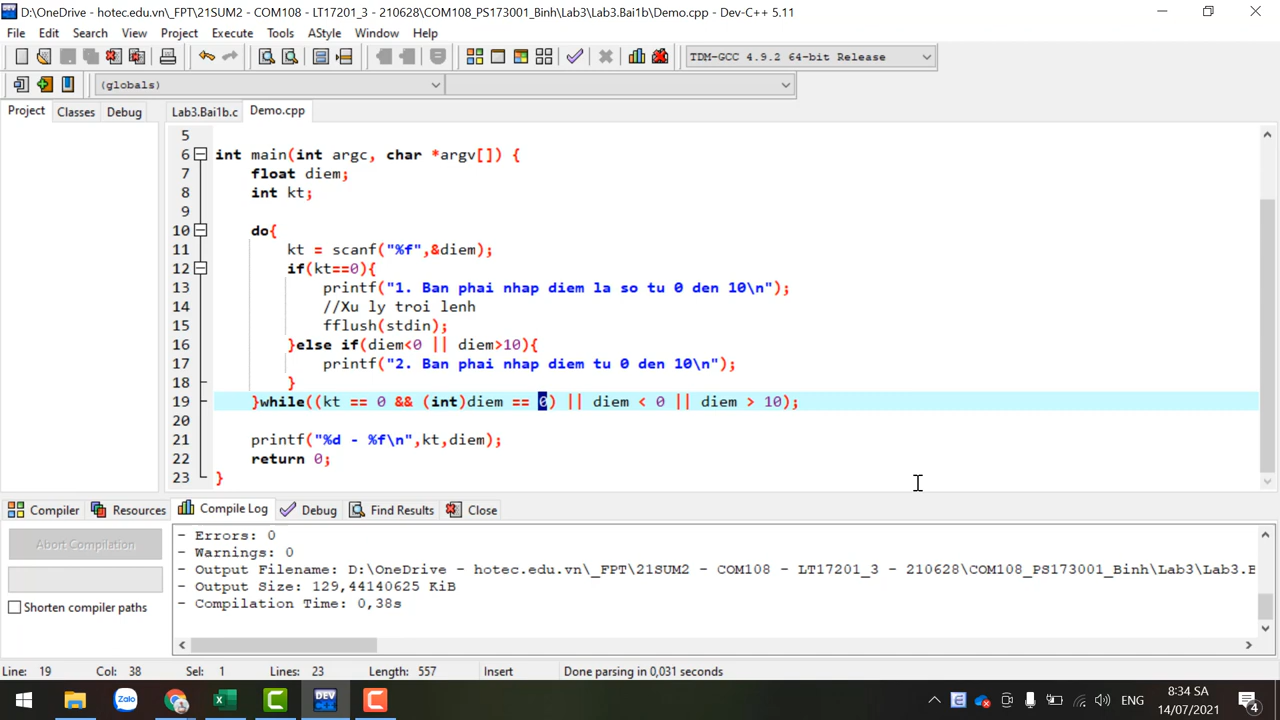 D:\OneDrive - hotec.edu.vn\_FPT\21SUM2 - COM108 - LT17201_3 - 210628\COM108_PS173001_Binh\Lab3\Lab3.Bai1b\Demo.cpp - Dev-C++ 5.11
File Edit Search View Project Execute Tools AStyle Window Help
TDM-GCC 4.9.2 64-bit Release
(globals)
Project Classes Debug Lab3.Bai1b.c Demo.cpp
5
6 int main(int argc, char *argv[]) {
7 float diem;
8 int kt;
9
10 do{
11 kt = scanf("%f",&diem);
12 if(kt==0){
13 printf("1. Ban phai nhap diem la so tu 0 den 10\n");
14 //Xu ly troi lenh
15 fflush(stdin);
16 }else if(diem<0 || diem>10){
17 printf("2. Ban phai nhap diem tu 0 den 10\n");
18 }
19 }while((kt == 0 && (int)diem == 0) || diem < 0 || diem > 10);
20
21 printf("%d - %f\n",kt,diem);
22 return 0;
23 }
Compiler Resources Compile Log Debug Find Results Close
Abort Compilation
Shorten compiler paths
- Errors: 0
- Warnings: 0
- Output Filename: D:\OneDrive - hotec.edu.vn\_FPT\21SUM2 - COM108 - LT17201_3 - 210628\COM108_PS173001_Binh\Lab3\Lab3.B
- Output Size: 129,44140625 KiB
- Compilation Time: 0,38s
Line: 19 Col: 38 Sel: 1 Lines: 23 Length: 557 Insert Done parsing in 0,031 seconds
Zalo
DEV
ENG
8:34 SA
14/07/2021
4